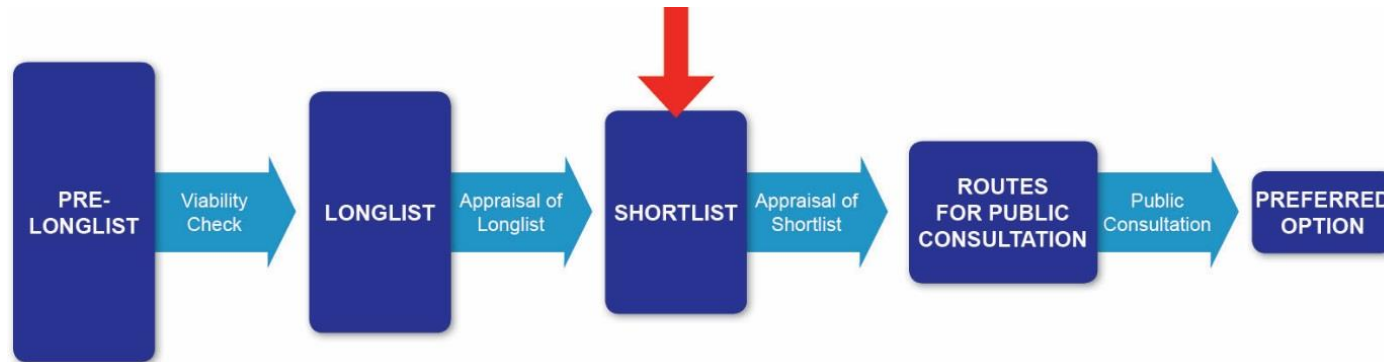 PRE-
LONGLIST
Viability
Check
LONGLIST
Appraisal of
Longlist
SHORTLIST
Appraisal of
Shortlist
ROUTES
FOR PUBLIC
CONSULTATION
Public
Consultation
PREFERRED
OPTION